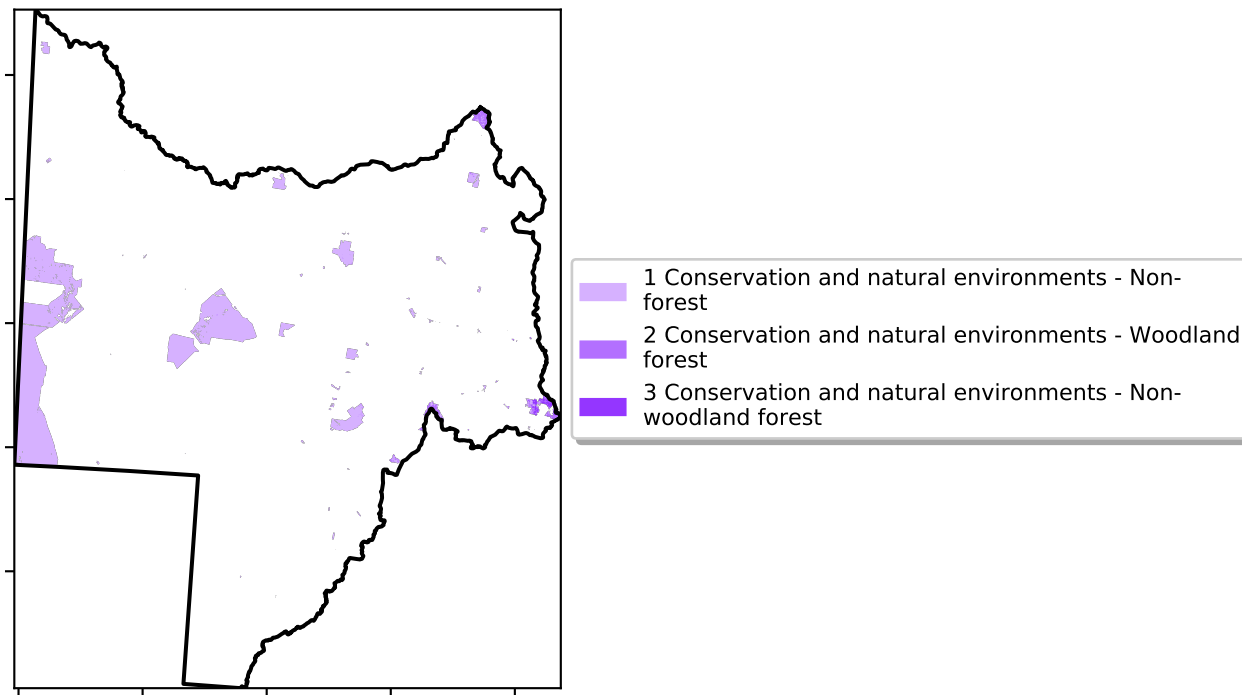 1 Conservation and natural environments - Non-
forest
2 Conservation and natural environments - Woodland
forest
3 Conservation and natural environments - Non-
woodland forest